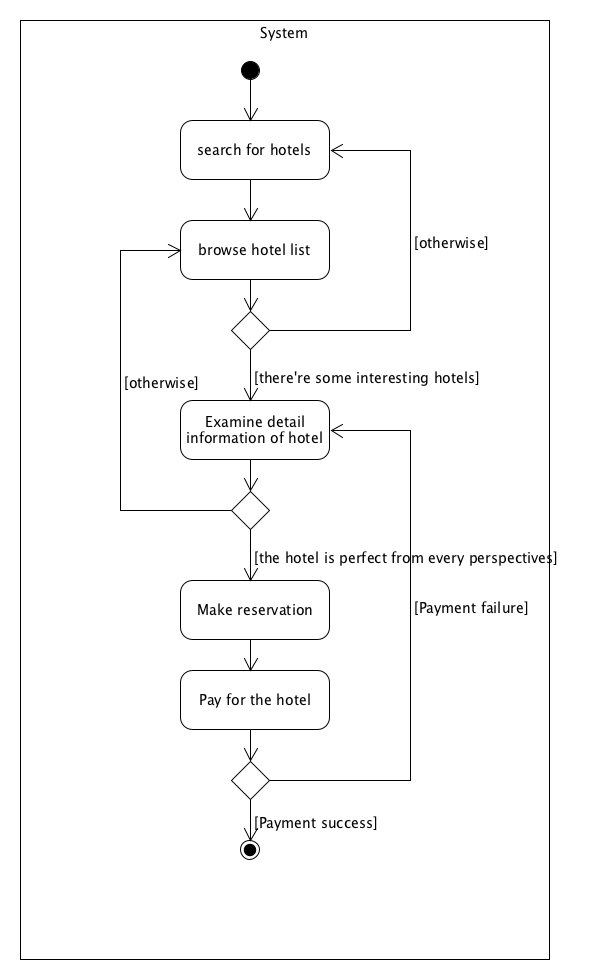 System
search for hotels
[otherwise]
browse hotel list
[there're some interesting hotels]
[otherwise]
Examine detail
information of hotel
[the hotel is perfect from every perspectives]
[Payment failure]
Make reservation
Pay for the hotel
[Payment success]